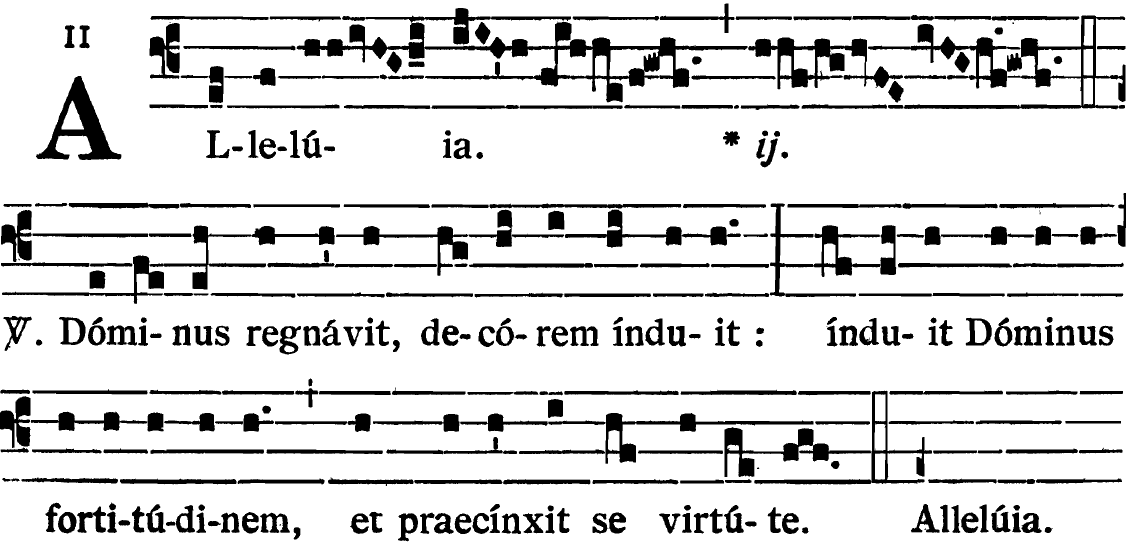 II
AL-le-lú- ia. * ij.
℣. Dómi- nus regnávit, de-có- rem índu- it : índu- it Dóminus
forti-tú-di-nem, et praecínxit se virtú- te. Allelúia.